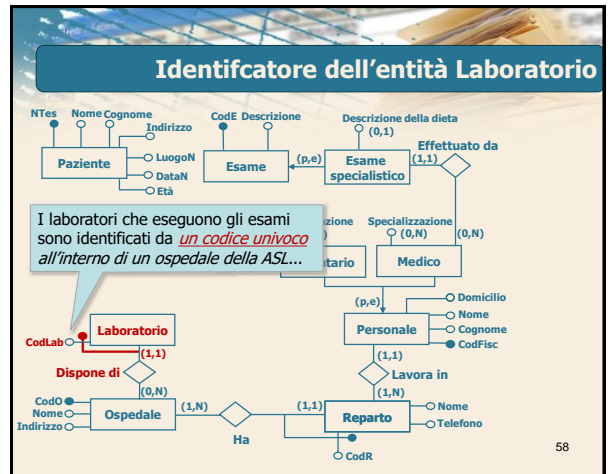 Identifcatore dell'entità Laboratorio
NTes Nome Cognome
Indirizzo
Paziente
LuogoN
DataN
Età
CodE Descrizione
Esame
(p,e)
Descrizione della dieta
(0,1)
Esame
specialistico
(1,1)
Effettuato da
(0,N)
I laboratori che eseguono gli esami
sono identificati da un codice univoco
all'interno di un ospedale della ASL...
Specializzazione
(0,N)
Medico
(p,e)
Personale
Domicilio
Nome
Cognome
CodFisc
(1,1)
Lavora in
(1,N)
CodLab
Laboratorio
(1,1)
Dispone di
(0,N)
CodO
Nome
Indirizzo
Ospedale
(1,N)
Ha
(1,1)
Reparto
Nome
Telefono
CodR
58